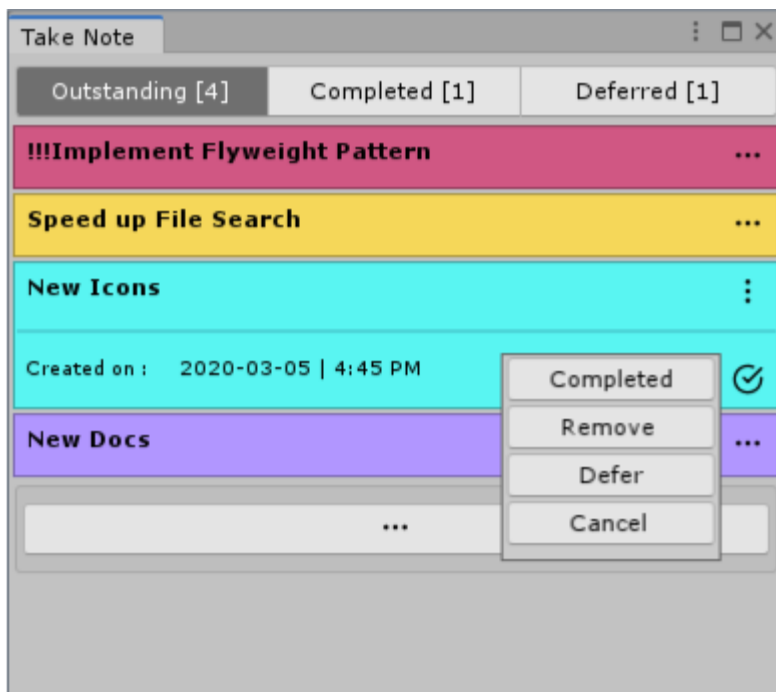 Take Note
Outstanding [4] Completed [1] Deferred [1]
!!!Implement Flyweight Pattern ...
Speed up File Search ...
New Icons
Created on : 2020-03-05 | 4:45 PM
Completed
Remove
Defer
Cancel
New Docs ...
...